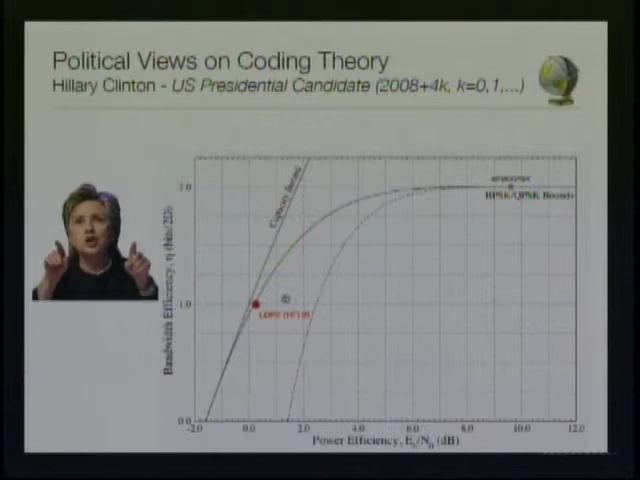 Political Views on Coding Theory
Hillary Clinton - US Presidential Candidate (2008+4k, k=0,1,...)
Capacity Bound
BPSK/QPSK
BPSK/QPSK Bounds
2.0
Bandwidth Efficiency, η (bits/2D)
1.0
0.0
-2.0 0.0 2.0 4.0 6.0 8.0 10.0 12.0
Power Efficiency, Eb/N0 (dB)